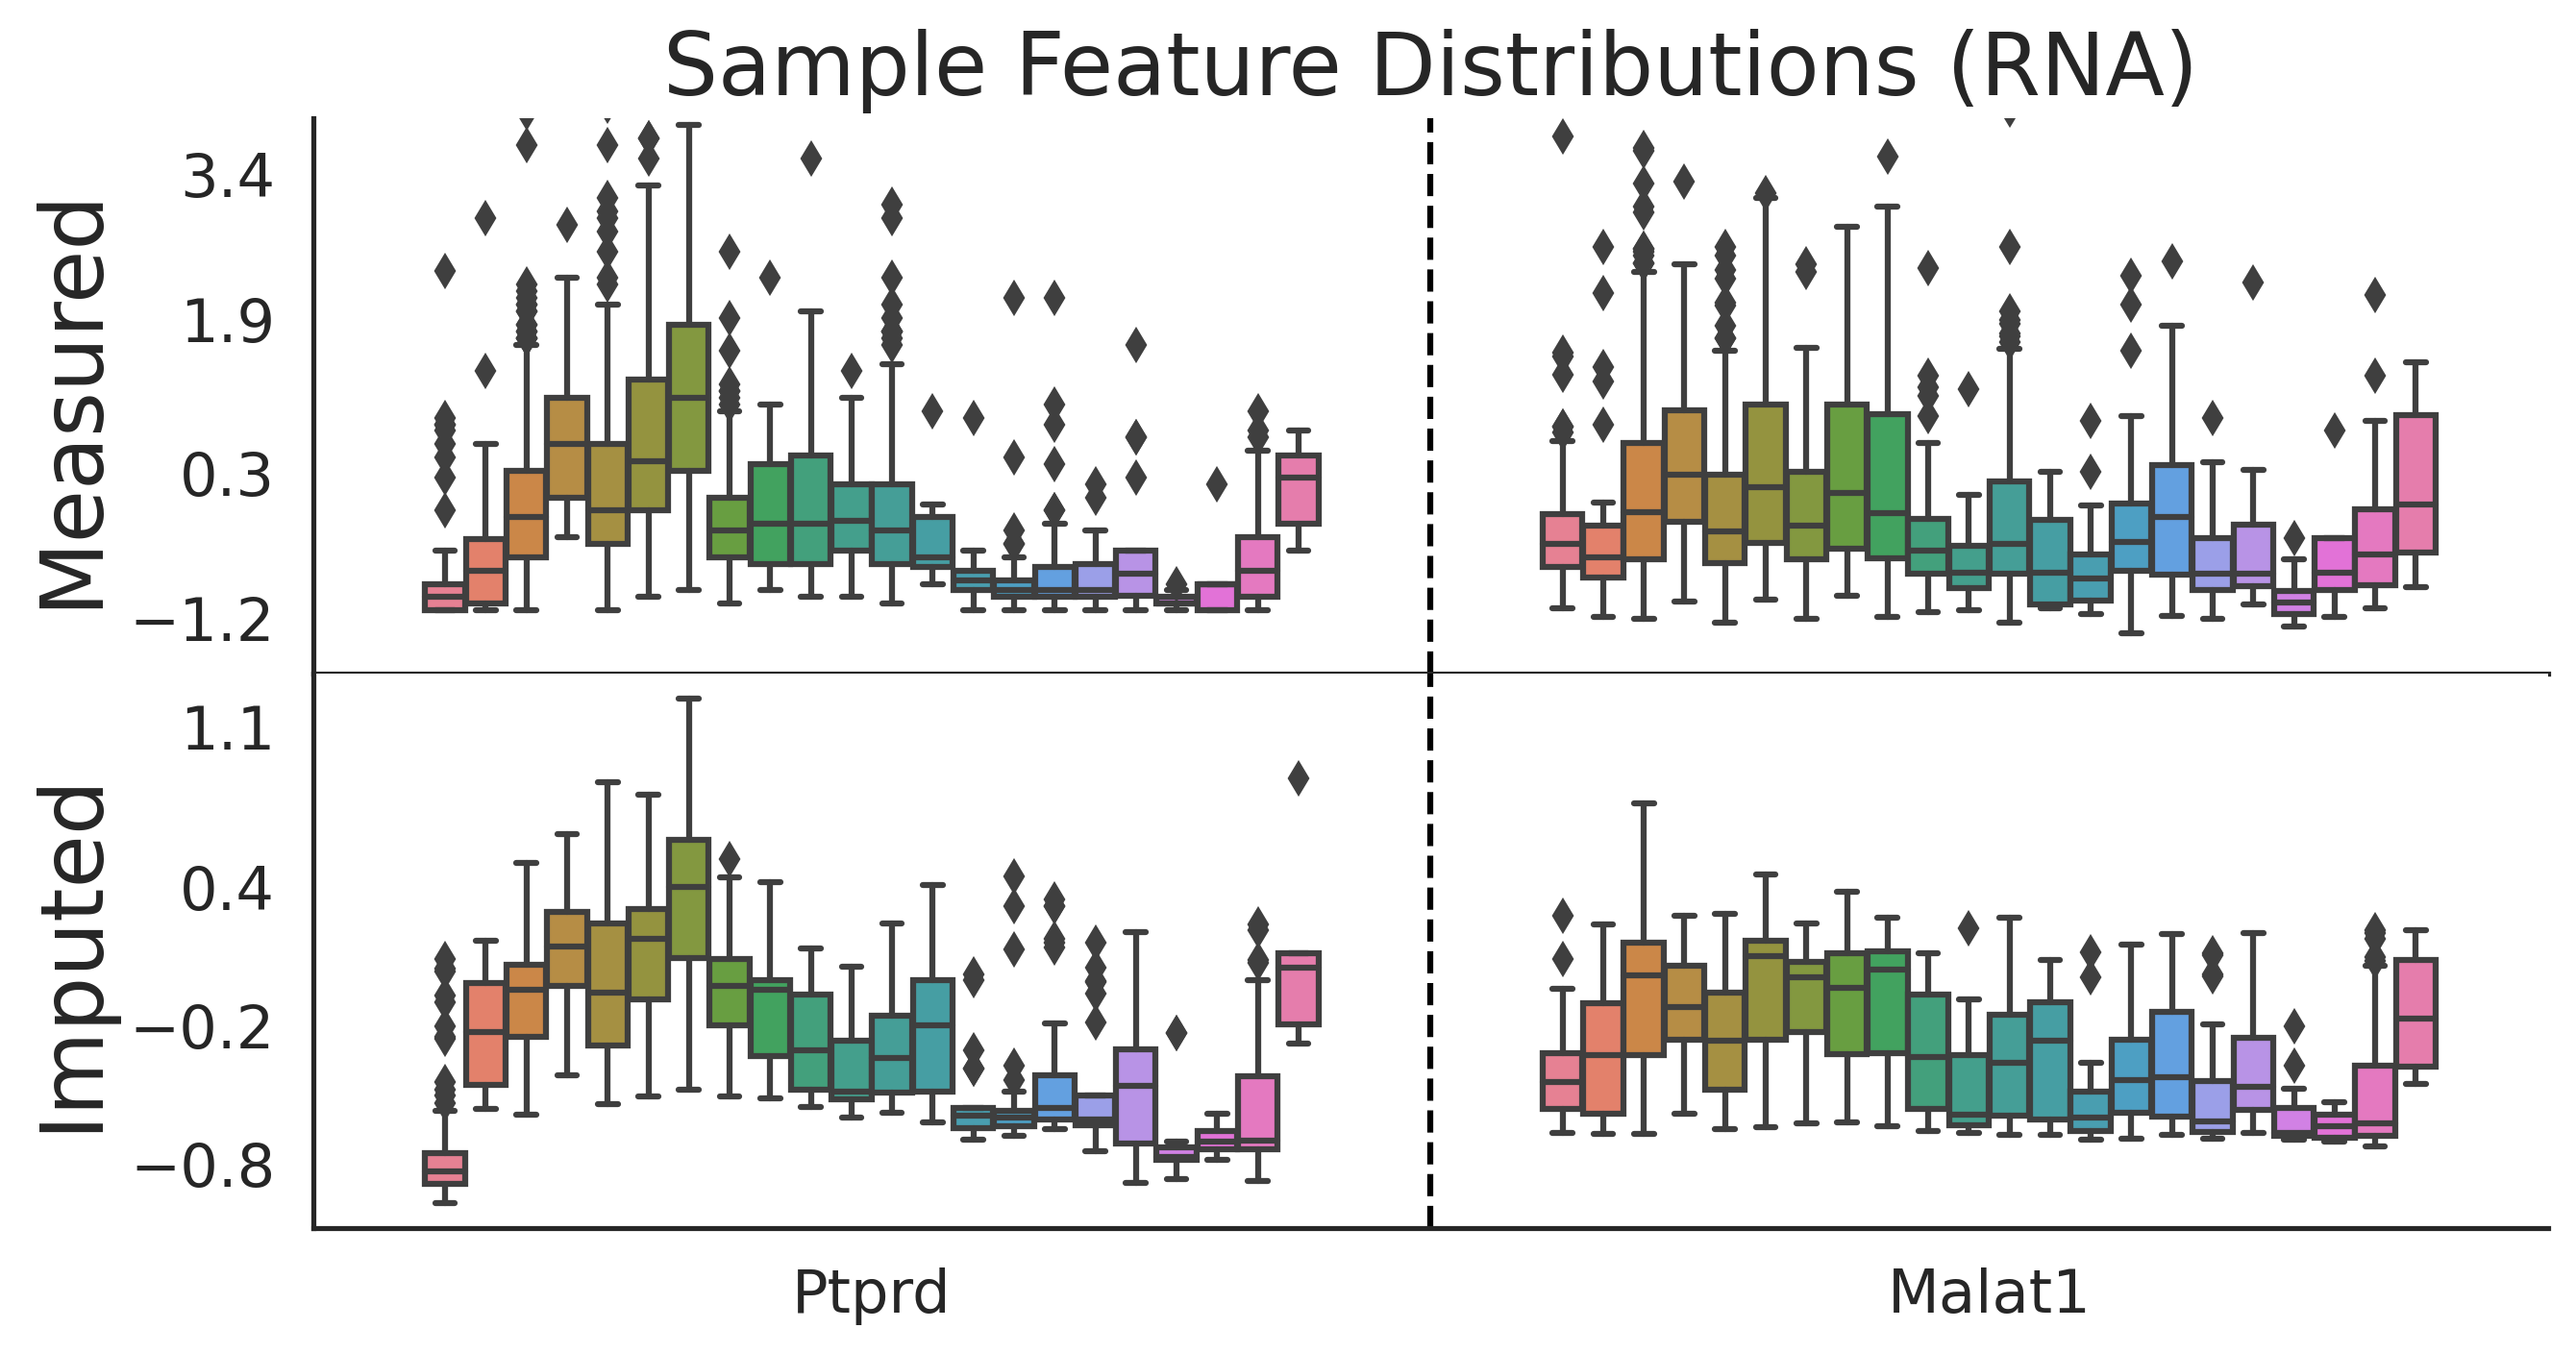 Sample Feature Distributions (RNA)
Measured
3.4
1.9
0.3
−1.2
Imputed
1.1
0.4
−0.2
−0.8
Ptprd
Malat1